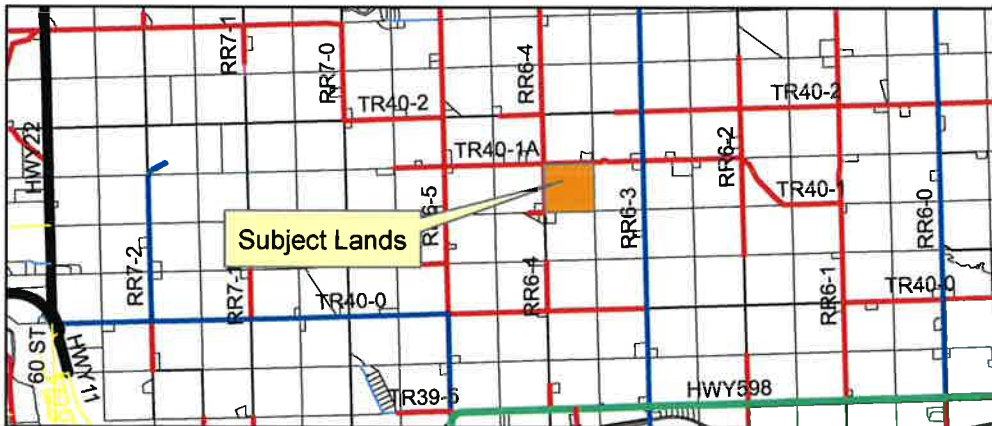 RR7-1
RR7-0
RR6-4
TR40-2
TR40-2
HWY22
TR40-1A
RR6-2
TR40-1
Subject Lands
RR6-3
RR6-0
RR7-2
RR7-1
RR6-4
RR6-1
TR40-0
TR40-0
60 ST
HWY11
TR39-5
HWY598